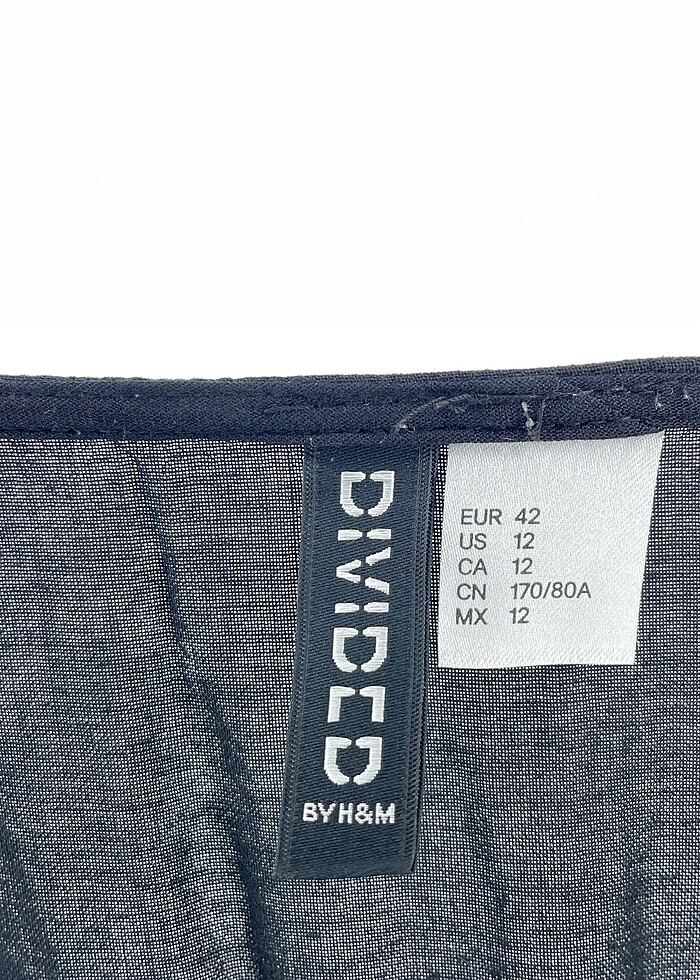 DIVIDED
BY H&M
EUR 42
US 12
CA 12
CN 170/80A
MX 12